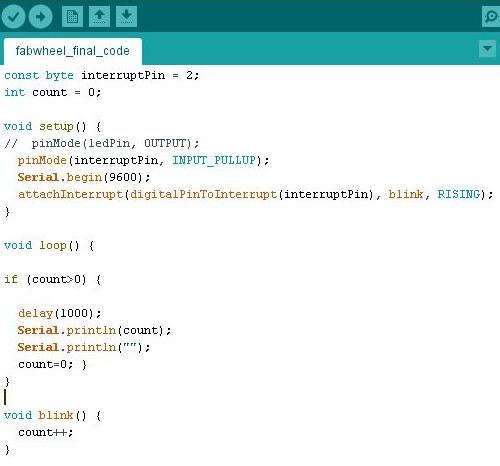 fabwheel_final_code
const byte interruptPin = 2;
int count = 0;
void setup() {
//  pinMode(ledPin, OUTPUT);
  pinMode(interruptPin, INPUT_PULLUP);
  Serial.begin(9600);
  attachInterrupt(digitalPinToInterrupt(interruptPin), blink, RISING);
}
void loop() {
if (count>0) {
  delay(1000);
  Serial.println(count);
  Serial.println("");
  count=0; }
}
void blink() {
  count++;
}